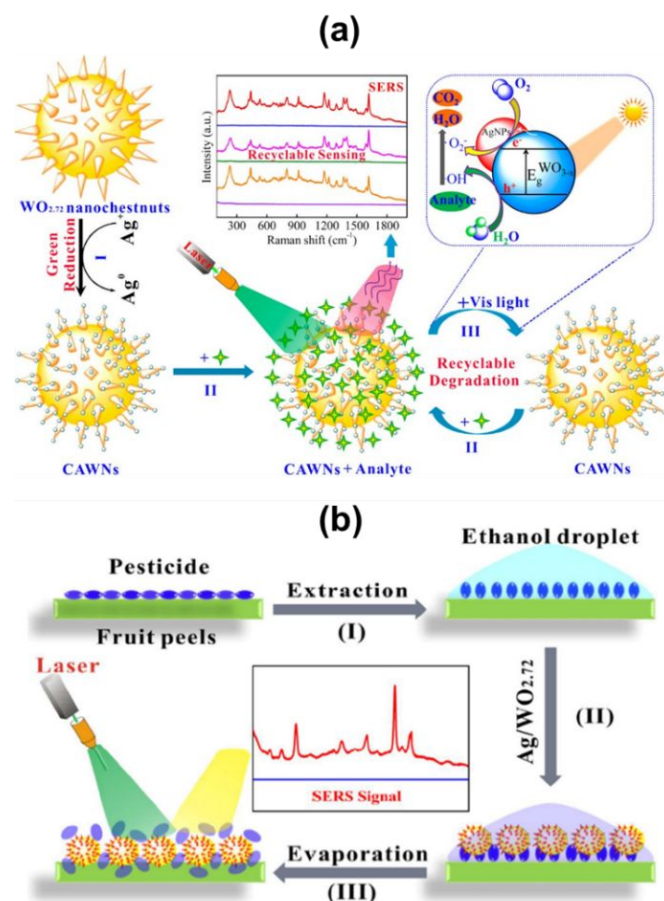 (a)
WO2.72 nanochestnuts
Green
Reduction
I
Ag+
Ag0
CAWNs
+
II
Intensity (a.u.)
SERS
Recyclable Sensing
300 600 900 1200 1500 1800
Raman shift (cm-1)
Laser
CAWNs + Analyte
O2
CO2
H2O
AgNPs
e-
·O2-
WO3-x
Eg
·OH
h+
Analyte
H2O
+Vis light
III
Recyclable
Degradation
+
II
CAWNs
(b)
Pesticide
Fruit peels
Extraction
(I)
Ethanol droplet
Ag/WO2.72
(II)
Laser
SERS Signal
Evaporation
(III)